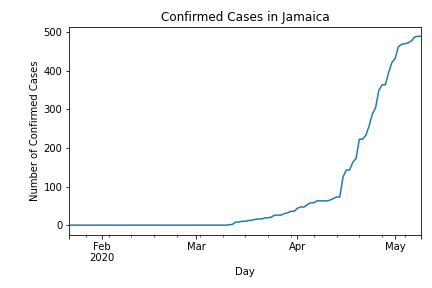 Confirmed Cases in Jamaica
Number of Confirmed Cases
500
400
300
200
100
0
Feb
2020
Mar
Apr
May
Day